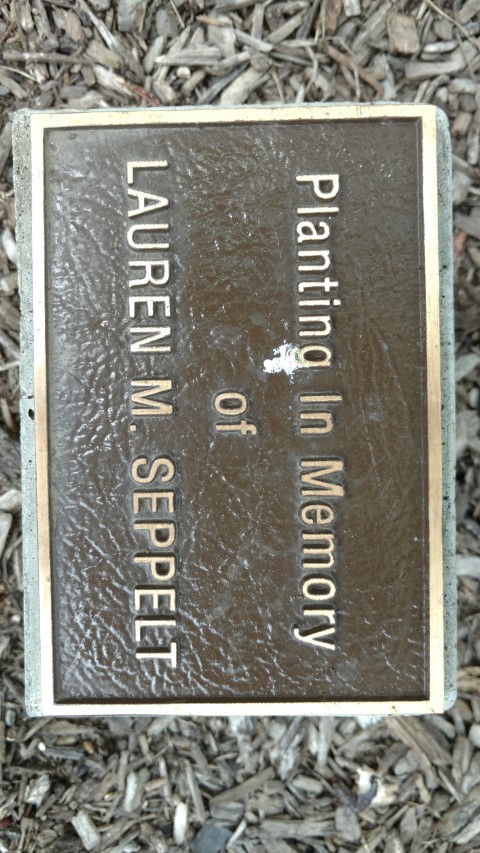 Planting In Memory
of
LAUREN M. SEPPELT